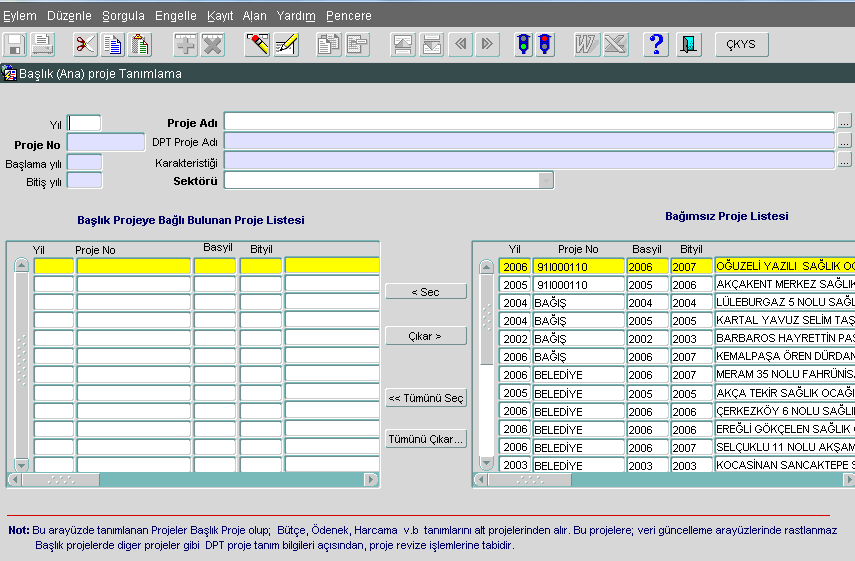 Eylem Düzenle Sorgula Engelle Kayıt Alan Yardım Pencere
ÇKYS
Başlık (Ana) proje Tanımlama
Yıl
Proje Adı
...
Proje No
DPT Proje Adı
...
Başlama yılı
Karakteristiği
...
Bitiş yılı
Sektörü
Başlık Projeye Bağlı Bulunan Proje Listesi
Bağımsız Proje Listesi
Yıl Proje No Basyil Bityil
Yıl Proje No Basyil Bityil
2006 91I000110 2006 2007 OĞUZELİ YAZILI SAĞLIK OC
2005 91I000110 2005 2006 AKÇAKENT MERKEZ SAĞLIK
2004 BAĞIŞ 2004 2004 LÜLEBURGAZ 5 NOLU SAĞL
2004 BAĞIŞ 2004 2005 KARTAL YAVUZ SELİM TAŞ
2002 BAĞIŞ 2002 2003 BARBAROS HAYRETTİN PAŞ
2006 BAĞIŞ 2006 2006 KEMALPAŞA ÖREN DÜRDAN
2006 BELEDİYE 2006 2007 MERAM 35 NOLU FAHRÜNİS
2005 BELEDİYE 2005 2005 AKÇA TEKİR SAĞLIK OCAĞI
2006 BELEDİYE 2006 2006 ÇERKEZKÖY 6 NOLU SAĞLI
2006 BELEDİYE 2006 2006 EREĞLİ GÖKÇELEN SAĞLIK
2006 BELEDİYE 2006 2007 SELÇUKLU 11 NOLU AKŞAM
2003 BELEDİYE 2003 2003 KOCASİNAN SANCAKTEPE S
< Sec
Çıkar >
<< Tümünü Seç
Tümünü Çıkar...
Not: Bu arayüzde tanımlanan Projeler Başlık Proje olup; Bütçe, Ödenek, Harcama v.b tanımlarını alt projelerinden alır. Bu projelere; veri güncelleme arayüzlerinde rastlanmaz
Başlık projelerde diger projeler gibi DPT proje tanım bilgileri açısından, proje revize işlemlerine tabidir.